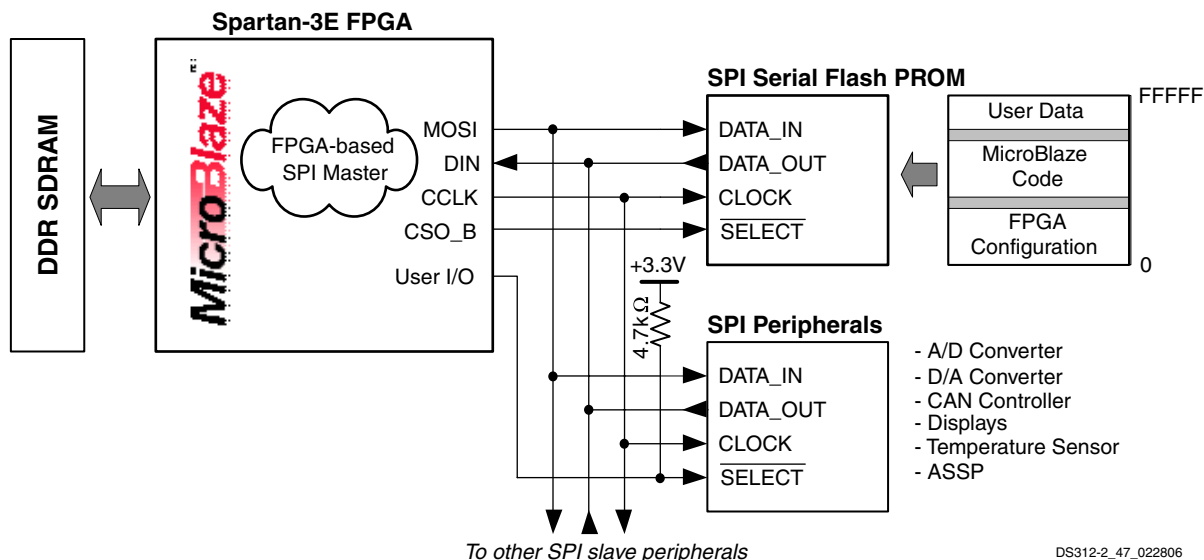 Spartan-3E FPGA
DDR SDRAM
MicroBlaze
FPGA-based
SPI Master
MOSI
DIN
CCLK
CSO_B
User I/O
SPI Serial Flash PROM
DATA_IN
DATA_OUT
CLOCK
SELECT
User Data
MicroBlaze
Code
FPGA
Configuration
FFFFF
0
+3.3V
4.7kΩ
SPI Peripherals
DATA_IN
DATA_OUT
CLOCK
SELECT
- A/D Converter
- D/A Converter
- CAN Controller
- Displays
- Temperature Sensor
- ASSP
To other SPI slave peripherals
DS312-2_47_022806